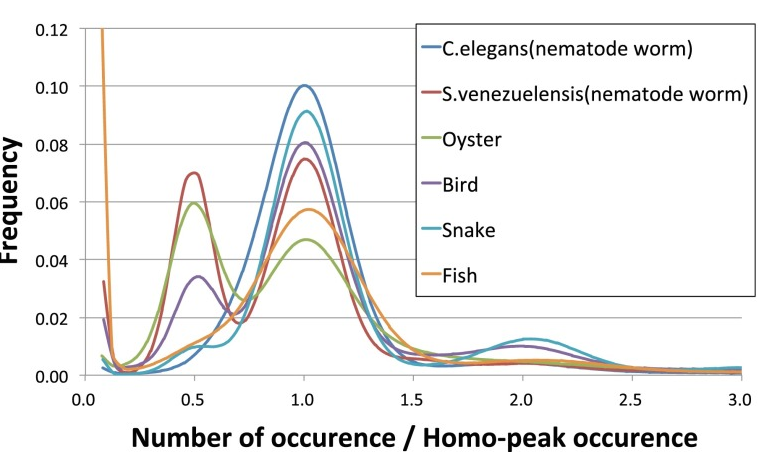 0.12
0.10
0.08
0.06
0.04
0.02
0.00
Frequency
C.elegans(nematode worm)
S.venezuelensis(nematode worm)
Oyster
Bird
Snake
Fish
0.0 0.5 1.0 1.5 2.0 2.5 3.0
Number of occurence / Homo-peak occurence